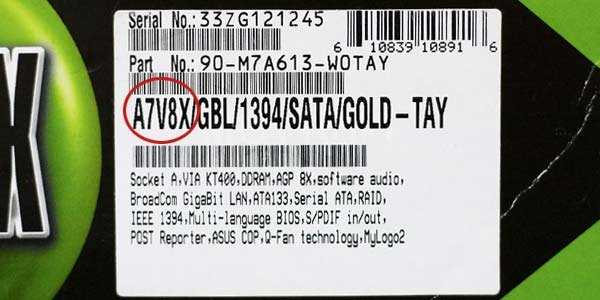 Serial No.:33ZG121245
6 10839 10891 6
Part No.:90-M7A613-WOTAY
A7V8X/GBL/1394/SATA/GOLD-TAY
Socket A,VIA KT400,DDRAM,AGP 8X,software audio,
BroadCom GigaBit LAN,ATA133,Serial ATA,RAID,
IEEE 1394,Multi-language BIOS,S/PDIF in/out,
POST Reporter,ASUS COP,Q-Fan technology,MyLogo2
X